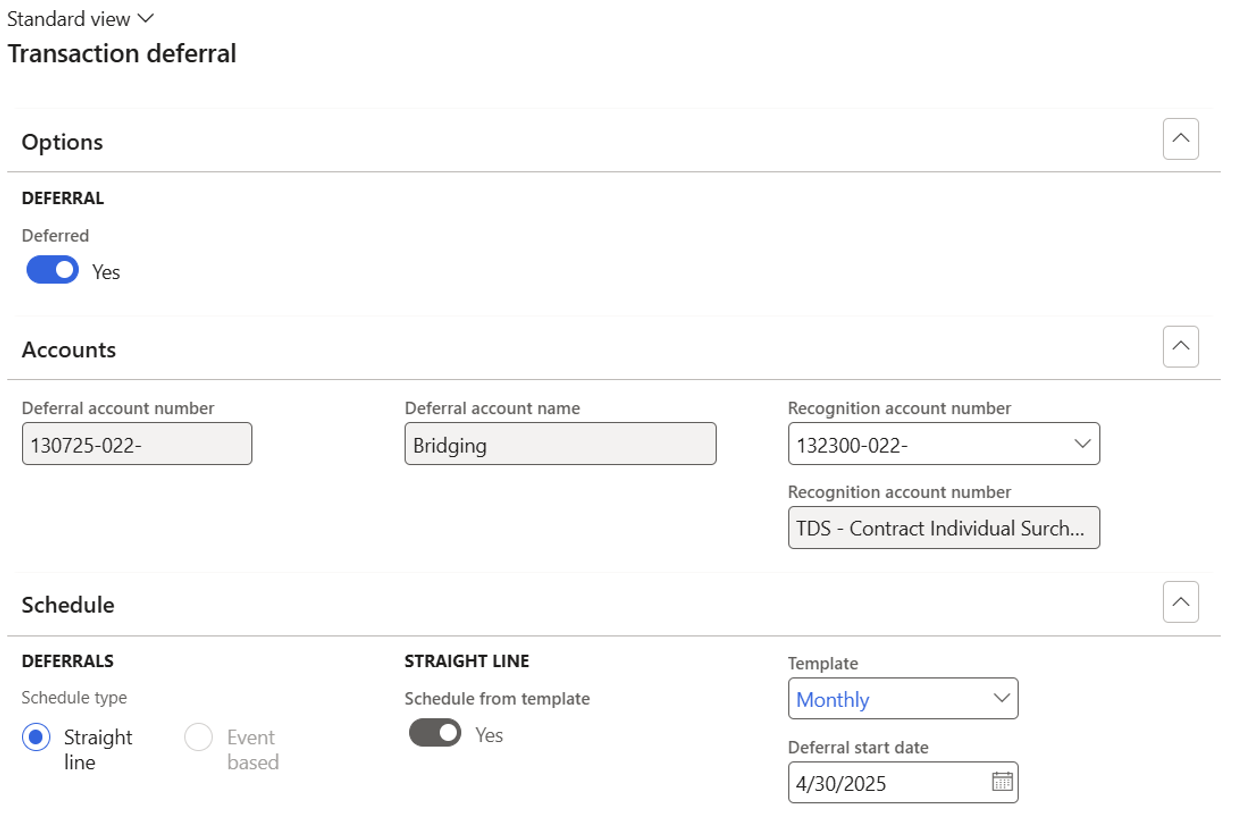 Standard view
Transaction deferral
Options
DEFERRAL
Deferred
Yes
Accounts
Deferral account number
130725-022-
Deferral account name
Bridging
Recognition account number
132300-022-
Recognition account number
TDS - Contract Individual Surch...
Schedule
DEFERRALS
Schedule type
Straight
line
Event
based
STRAIGHT LINE
Schedule from template
Yes
Template
Monthly
Deferral start date
4/30/2025